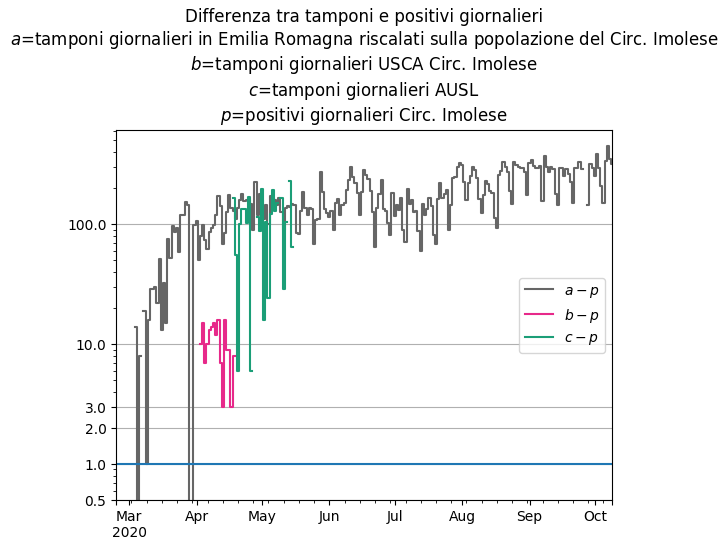 Differenza tra tamponi e positivi giornalieri
a=tamponi giornalieri in Emilia Romagna riscalati sulla popolazione del Circ. Imolese
b=tamponi giornalieri USCA Circ. Imolese
c=tamponi giornalieri AUSL
p=positivi giornalieri Circ. Imolese
100.0
10.0
3.0
2.0
1.0
0.5
a − p
b − p
c − p
Mar Apr May Jun Jul Aug Sep Oct
2020